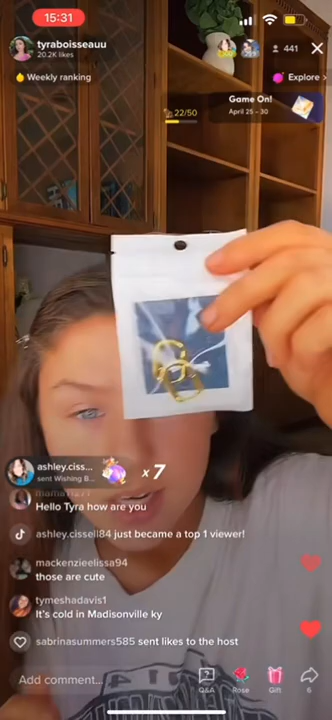 15:31
tyraboisseauu
20.2K likes
441
Weekly ranking
Explore >
22/50
Game On!
April 25 - 30
ashley.ciss...
sent Wishing B...
x7
Hello Tyra how are you
ashley.cissell84 just became a top 1 viewer!
mackenzieelissa94
those are cute
tymeshadavis1
It's cold in Madisonville ky
sabrinasummers585 sent likes to the host
Add comment...
Q&A
Rose
Gift
6